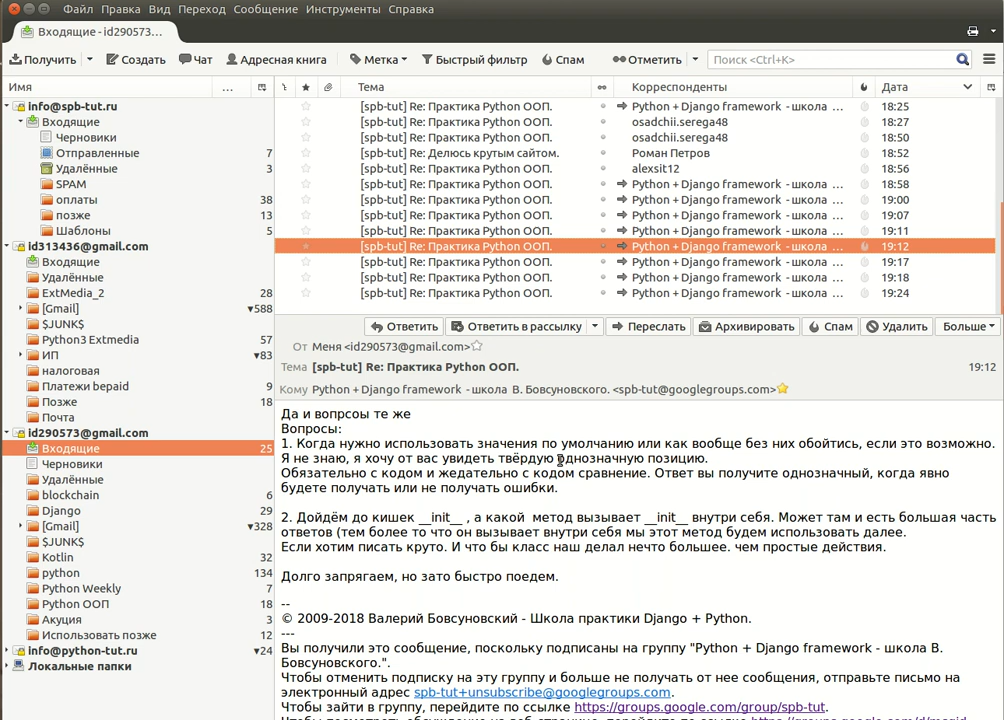 Файл Правка Вид Переход Сообщение Инструменты Справка
Входящие - id290573...
Получить Создать Чат Адресная книга Метка Быстрый фильтр Спам Отметить Поиск <Ctrl+K>
Имя ... Тема Корреспонденты Дата
info@spb-tut.ru
Входящие
Черновики
Отправленные 7
Удалённые 3
SPAM
оплаты 38
позже 13
Шаблоны 5
id313436@gmail.com
Входящие
Удалённые
ExtMedia_2 28
[Gmail] ▾588
$JUNK$
Python3 Extmedia 57
ИП ▾83
налоговая
Платежи bepaid 9
Позже 18
Почта
id290573@gmail.com
Входящие 25
Черновики
Удалённые
blockchain 6
Django 29
[Gmail] ▾328
$JUNK$
Kotlin 32
python 134
Python Weekly 7
Python ООП 18
Акуция 3
Использовать позже 12
info@python-tut.ru ▾24
Локальные папки
[spb-tut] Re: Практика Python ООП. Python + Django framework - школа ... 18:25
[spb-tut] Re: Практика Python ООП. osadchii.serega48 18:27
[spb-tut] Re: Практика Python ООП. osadchii.serega48 18:50
[spb-tut] Re: Делюсь крутым сайтом. Роман Петров 18:52
[spb-tut] Re: Практика Python ООП. alexsit12 18:56
[spb-tut] Re: Практика Python ООП. Python + Django framework - школа ... 18:58
[spb-tut] Re: Практика Python ООП. Python + Django framework - школа ... 19:00
[spb-tut] Re: Практика Python ООП. Python + Django framework - школа ... 19:07
[spb-tut] Re: Практика Python ООП. Python + Django framework - школа ... 19:11
[spb-tut] Re: Практика Python ООП. Python + Django framework - школа ... 19:12
[spb-tut] Re: Практика Python ООП. Python + Django framework - школа ... 19:17
[spb-tut] Re: Практика Python ООП. Python + Django framework - школа ... 19:18
[spb-tut] Re: Практика Python ООП. Python + Django framework - школа ... 19:24
Ответить Ответить в рассылку Переслать Архивировать Спам Удалить Больше
От Меня <id290573@gmail.com>
Тема [spb-tut] Re: Практика Python ООП. 19:12
Кому Python + Django framework - школа В. Бовсуновского. <spb-tut@googlegroups.com>
Да и вопрсоы те же
Вопросы:
1. Когда нужно использовать значения по умолчанию или как вообще без них обойтись, если это возможно.
Я не знаю, я хочу от вас увидеть твёрдую однозначную позицию.
Обязательно с кодом и жедательно с кодом сравнение. Ответ вы получите однозначный, когда явно
будете получать или не получать ошибки.
2. Дойдём до кишек __init__ , а какой метод вызывает __init__ внутри себя. Может там и есть большая часть
ответов (тем более то что он вызывает внутри себя мы этот метод будем использовать далее.
Если хотим писать круто. И что бы класс наш делал нечто большее. чем простые действия.
Долго запрягаем, но зато быстро поедем.
--
© 2009-2018 Валерий Бовсуновский - Школа практики Django + Python.
---
Вы получили это сообщение, поскольку подписаны на группу "Python + Django framework - школа В.
Бовсуновского.".
Чтобы отменить подписку на эту группу и больше не получать от нее сообщения, отправьте письмо на
электронный адрес spb-tut+unsubscribe@googlegroups.com.
Чтобы зайти в группу, перейдите по ссылке https://groups.google.com/group/spb-tut.